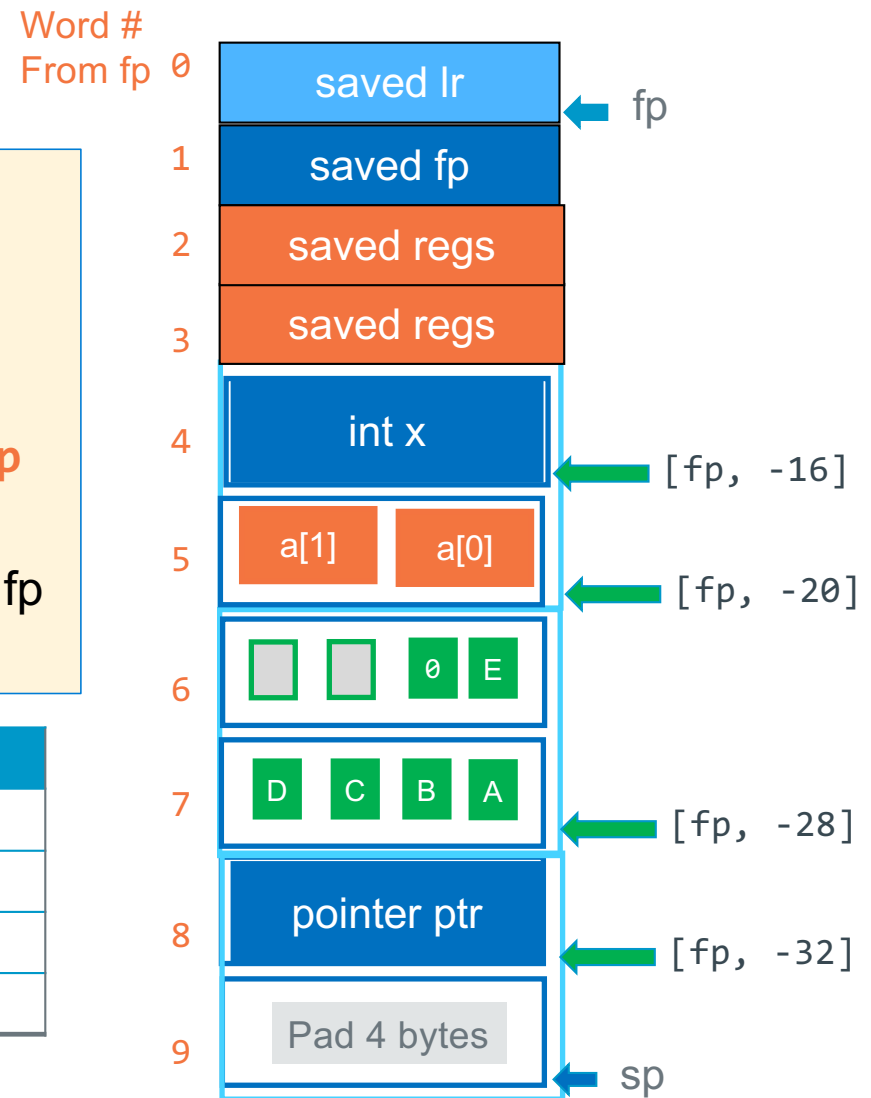 Word #
From fp
0
saved lr
fp
1
saved fp
2
saved regs
3
saved regs
4
int x
[fp, -16]
p
5
a[1]
a[0]
[fp, -20]
fp
6
0
E
7
D
C
B
A
[fp, -28]
8
pointer ptr
[fp, -32]
9
Pad 4 bytes
sp